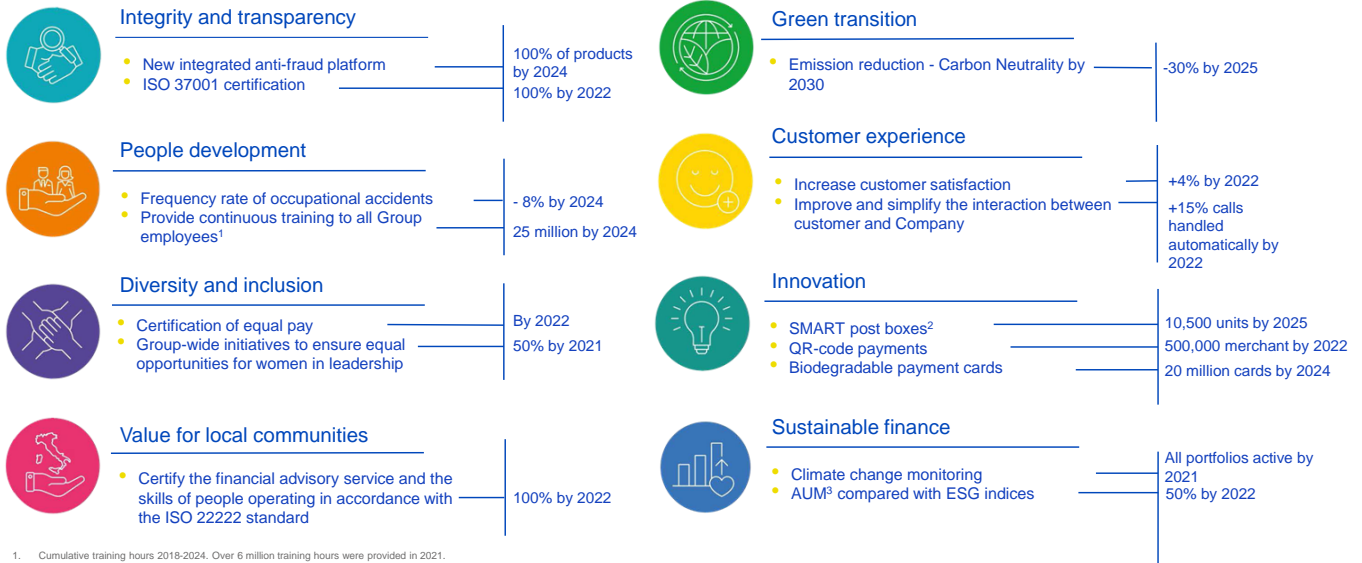 Integrity and transparency
• New integrated anti-fraud platform
• ISO 37001 certification
100% of products
by 2024
100% by 2022
People development
• Frequency rate of occupational accidents
• Provide continuous training to all Group
employees¹
- 8% by 2024
25 million by 2024
Diversity and inclusion
• Certification of equal pay
• Group-wide initiatives to ensure equal
opportunities for women in leadership
By 2022
50% by 2021
Value for local communities
• Certify the financial advisory service and the
skills of people operating in accordance with
the ISO 22222 standard
100% by 2022
Green transition
• Emission reduction - Carbon Neutrality by
2030
-30% by 2025
Customer experience
• Increase customer satisfaction
• Improve and simplify the interaction between
customer and Company
+4% by 2022
+15% calls
handled
automatically by
2022
Innovation
• SMART post boxes²
• QR-code payments
• Biodegradable payment cards
10,500 units by 2025
500,000 merchant by 2022
20 million cards by 2024
Sustainable finance
• Climate change monitoring
• AUM³ compared with ESG indices
All portfolios active by
2021
50% by 2022
1. Cumulative training hours 2018-2024. Over 6 million training hours were provided in 2021.